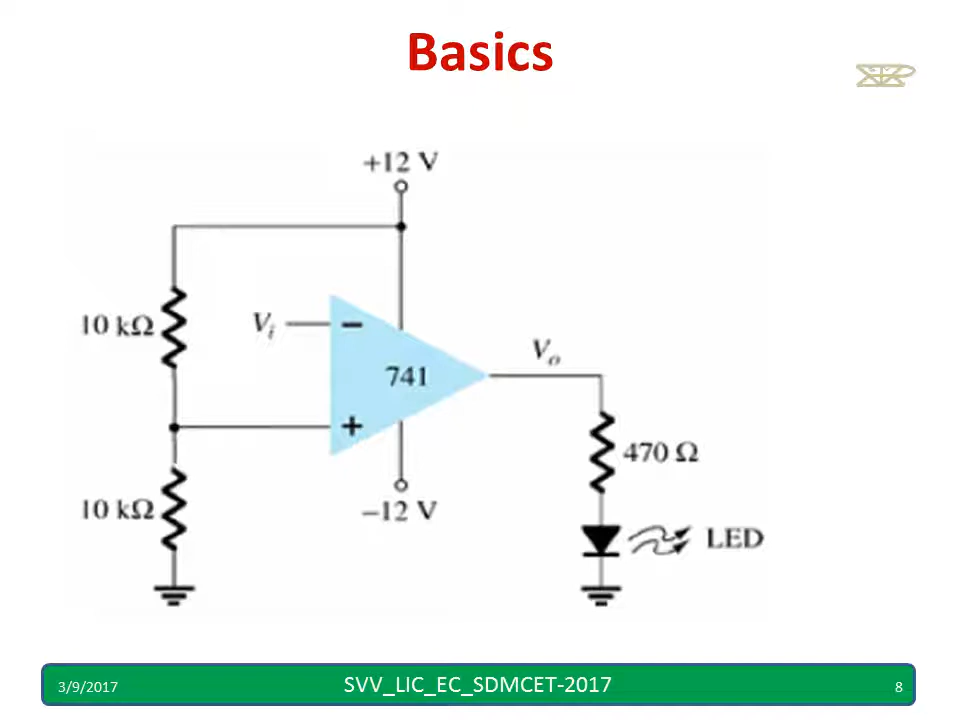 Basics
+12 V
10 kΩ
Vi
−
741
Vo
+
470 Ω
10 kΩ
−12 V
LED
3/9/2017
SVV_LIC_EC_SDMCET-2017
8